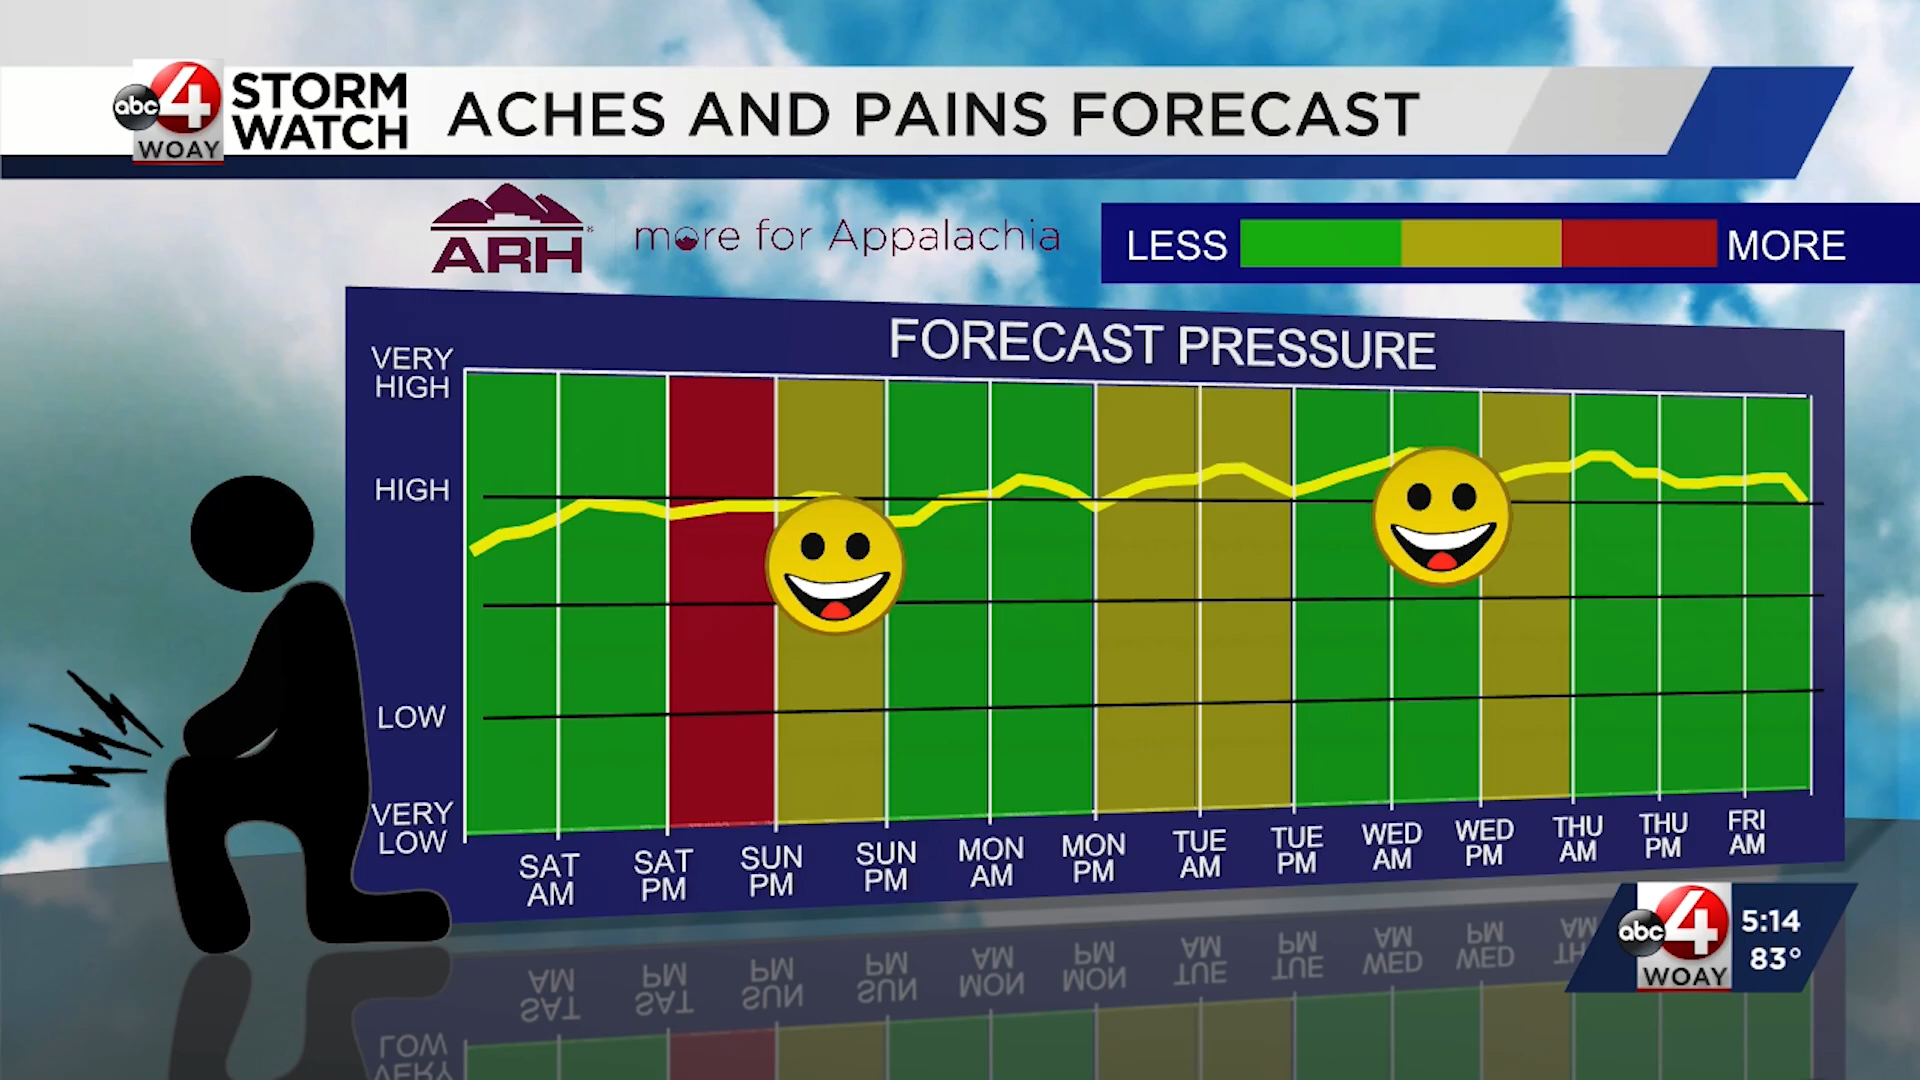 abc 4 WOAY
STORM WATCH
ACHES AND PAINS FORECAST
ARH®
more for Appalachia
LESS
MORE
FORECAST PRESSURE
VERY HIGH
HIGH
LOW
VERY LOW
SAT AM
SAT PM
SUN PM
SUN PM
MON AM
MON PM
TUE AM
TUE PM
WED AM
WED PM
THU AM
THU PM
FRI AM
abc 4 WOAY
5:14
83°